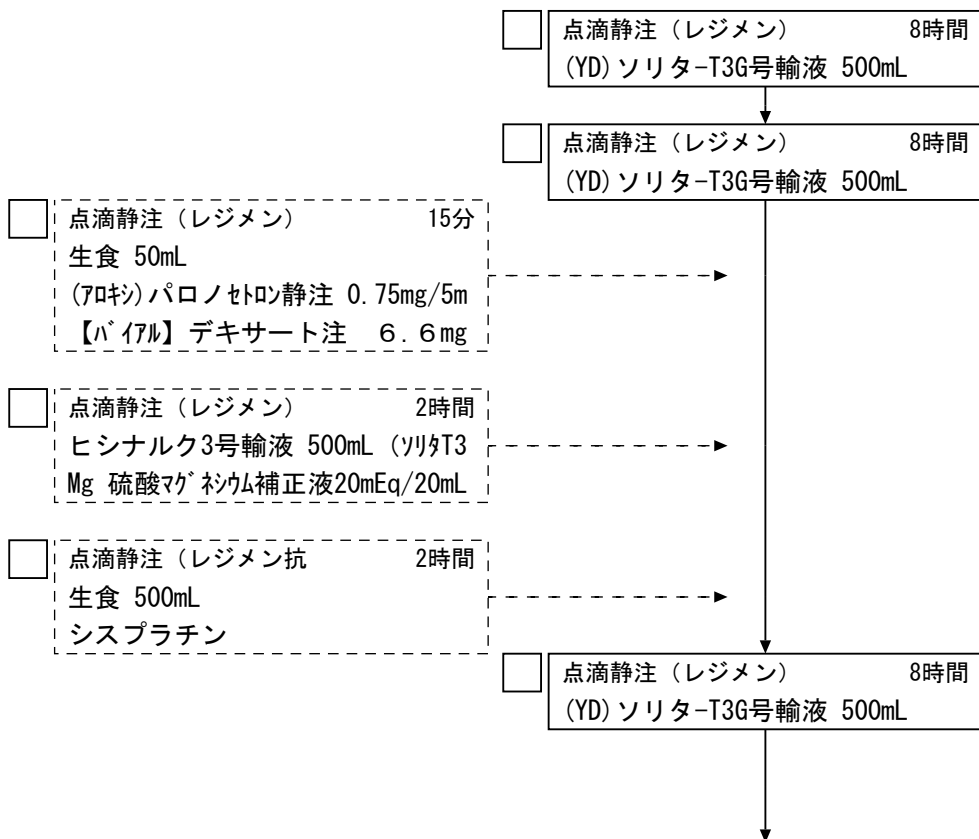 点滴静注（レジメン） 8時間
(YD)ソリタ-T3G号輸液 500mL
点滴静注（レジメン） 8時間
(YD)ソリタ-T3G号輸液 500mL
点滴静注（レジメン） 15分
生食 50mL
(ｱﾛｷｼ)パロノｾﾄﾛﾝ静注 0.75mg/5m
【ﾊﾞｲｱﾙ】デキサート注　６.６mg
点滴静注（レジメン） 2時間
ヒシナルク3号輸液 500mL (ｿﾘﾀT3
Mg 硫酸ﾏｸﾞﾈｼｳﾑ補正液20mEq/20mL
点滴静注（レジメン抗 2時間
生食 500mL
シスプラチン
点滴静注（レジメン） 8時間
(YD)ソリタ-T3G号輸液 500mL